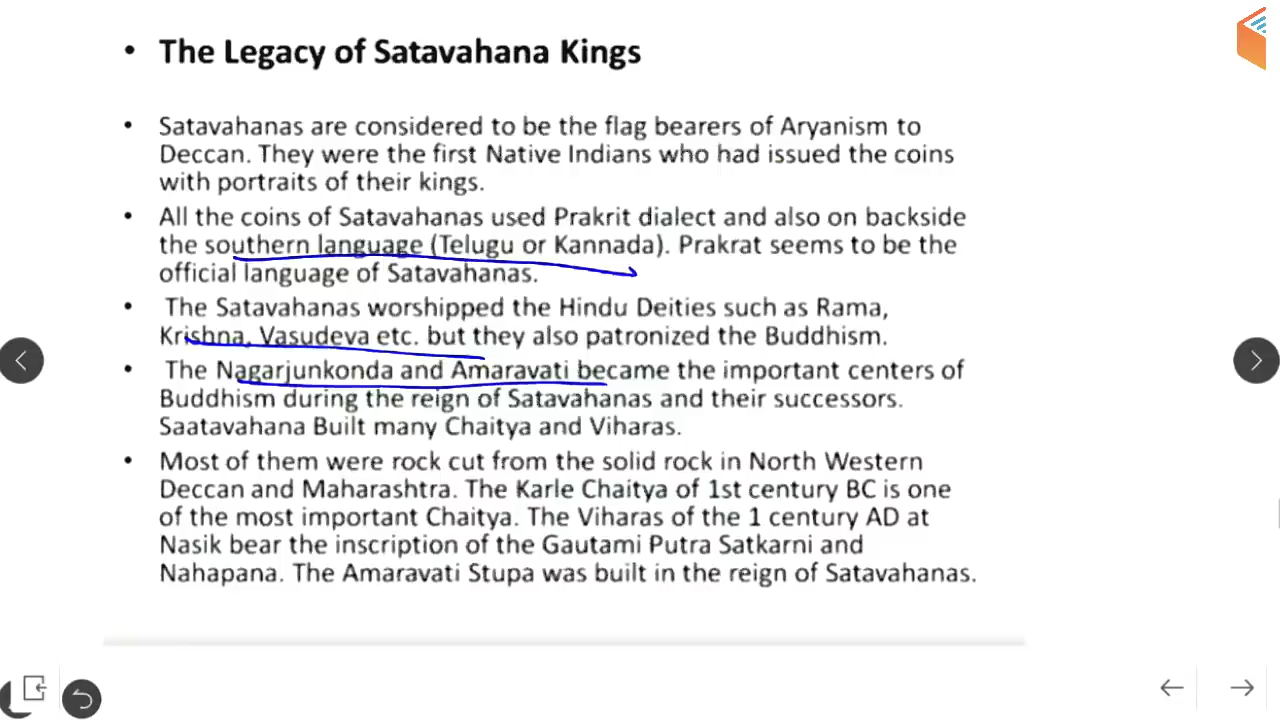 • The Legacy of Satavahana Kings
• Satavahanas are considered to be the flag bearers of Aryanism to
Deccan. They were the first Native Indians who had issued the coins
with portraits of their kings.
• All the coins of Satavahanas used Prakrit dialect and also on backside
the southern language (Telugu or Kannada). Prakrat seems to be the
official language of Satavahanas.
• The Satavahanas worshipped the Hindu Deities such as Rama,
Krishna, Vasudeva etc. but they also patronized the Buddhism.
• The Nagarjunkonda and Amaravati became the important centers of
Buddhism during the reign of Satavahanas and their successors.
Saatavahana Built many Chaitya and Viharas.
• Most of them were rock cut from the solid rock in North Western
Deccan and Maharashtra. The Karle Chaitya of 1st century BC is one
of the most important Chaitya. The Viharas of the 1 century AD at
Nasik bear the inscription of the Gautami Putra Satkarni and
Nahapana. The Amaravati Stupa was built in the reign of Satavahanas.